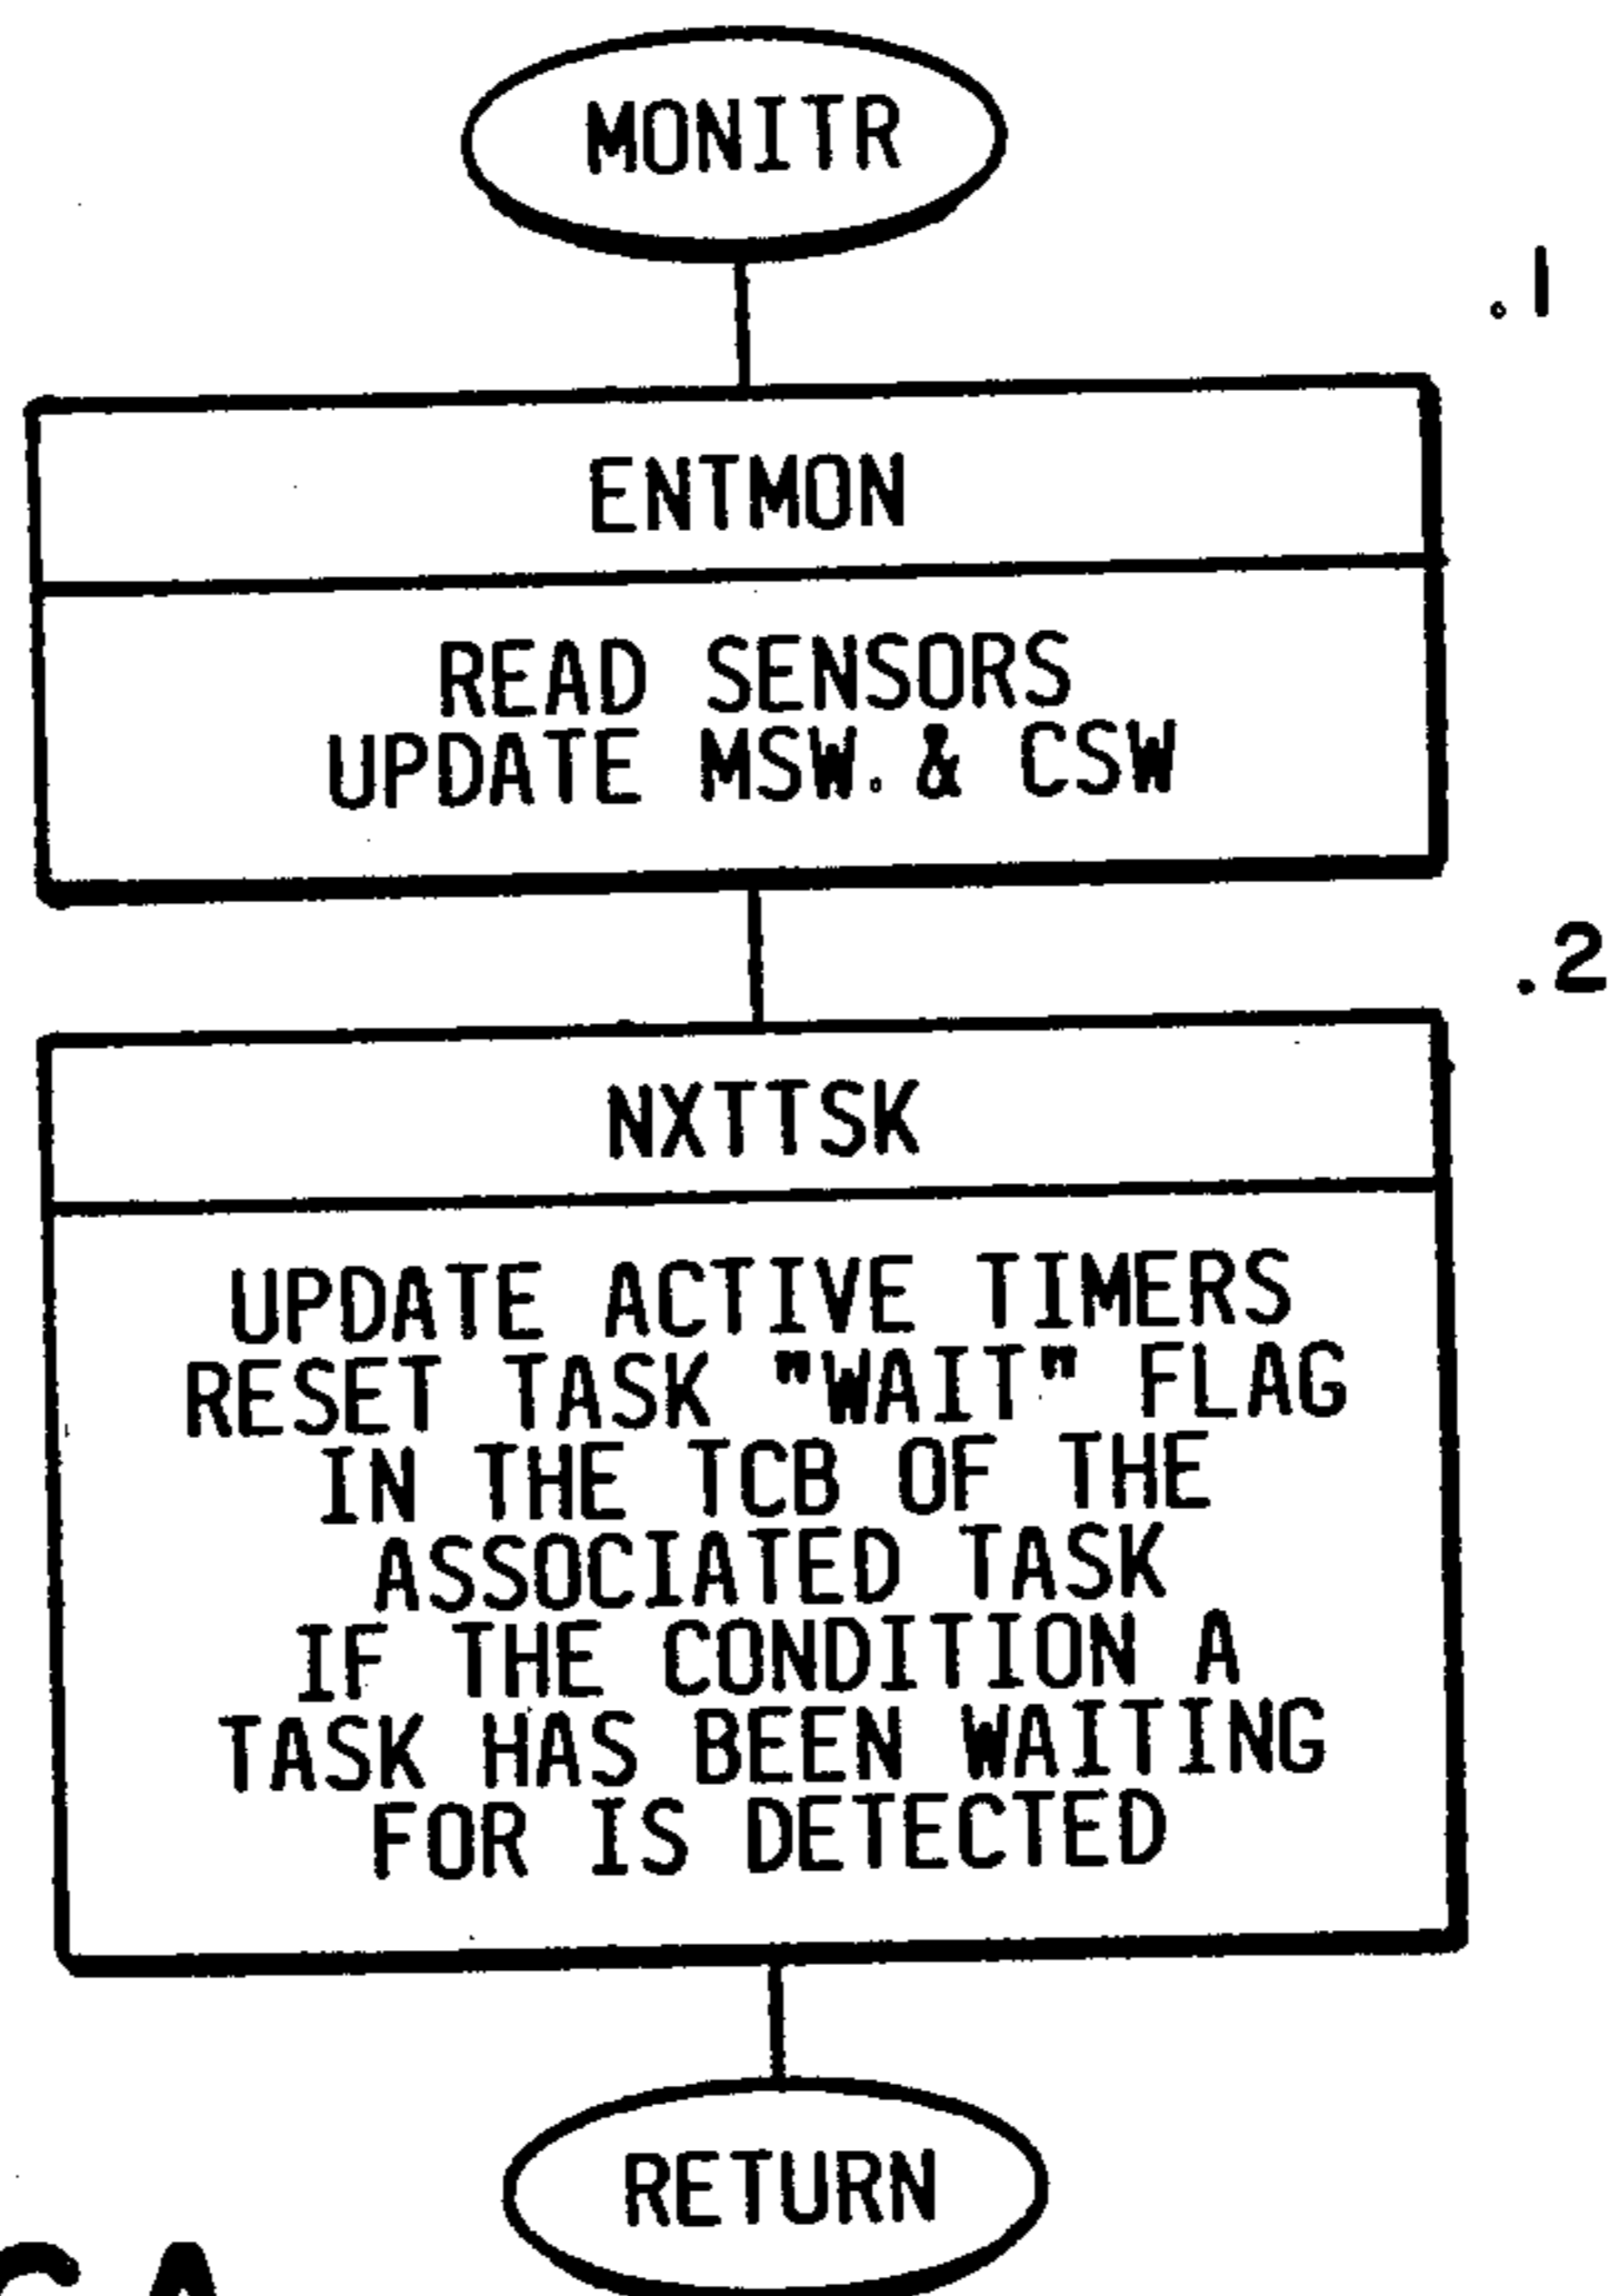 MONITR
.1
ENTMON
READ SENSORS
UPDATE MSW. & CSW
.2
NXTTSK
UPDATE ACTIVE TIMERS
RESET TASK "WAIT" FLAG
IN THE TCB OF THE
ASSOCIATED TASK
IF THE CONDITION A
TASK HAS BEEN WAITING
FOR IS DETECTED
RETURN